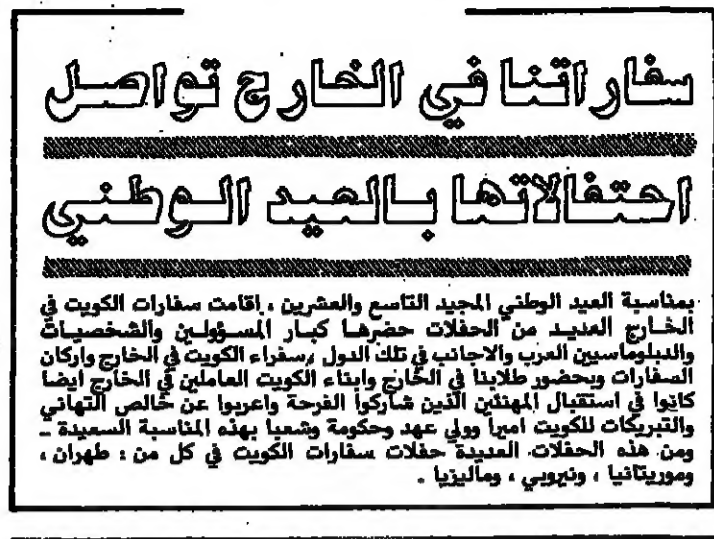 سفاراتنا في الخارج تواصل
احتفالاتها بالعيد الوطني
بمناسبة العيد الوطني المجيد التاسع والعشرين ، اقامت سفارات الكويت في
الخارج العديد من الحفلات حضرها كبار المسؤولين والشخصيات
والدبلوماسيين العرب والاجانب في تلك الدول ، سفراء الكويت في الخارج واركان
السفارات وبحضور طلابنا في الخارج وابناء الكويت العاملين في الخارج ايضا
كانوا في استقبال المهنئين الذين شاركوا الفرحة واعربوا عن خالص التهاني
والتبريكات للكويت اميرا وولي عهد وحكومة وشعبا بهذه المناسبة السعيدة -
ومن هذه الحفلات العديدة حفلات سفارات الكويت في كل من : طهران ،
وموريتانيا ، ونيروبي ، وماليزيا .